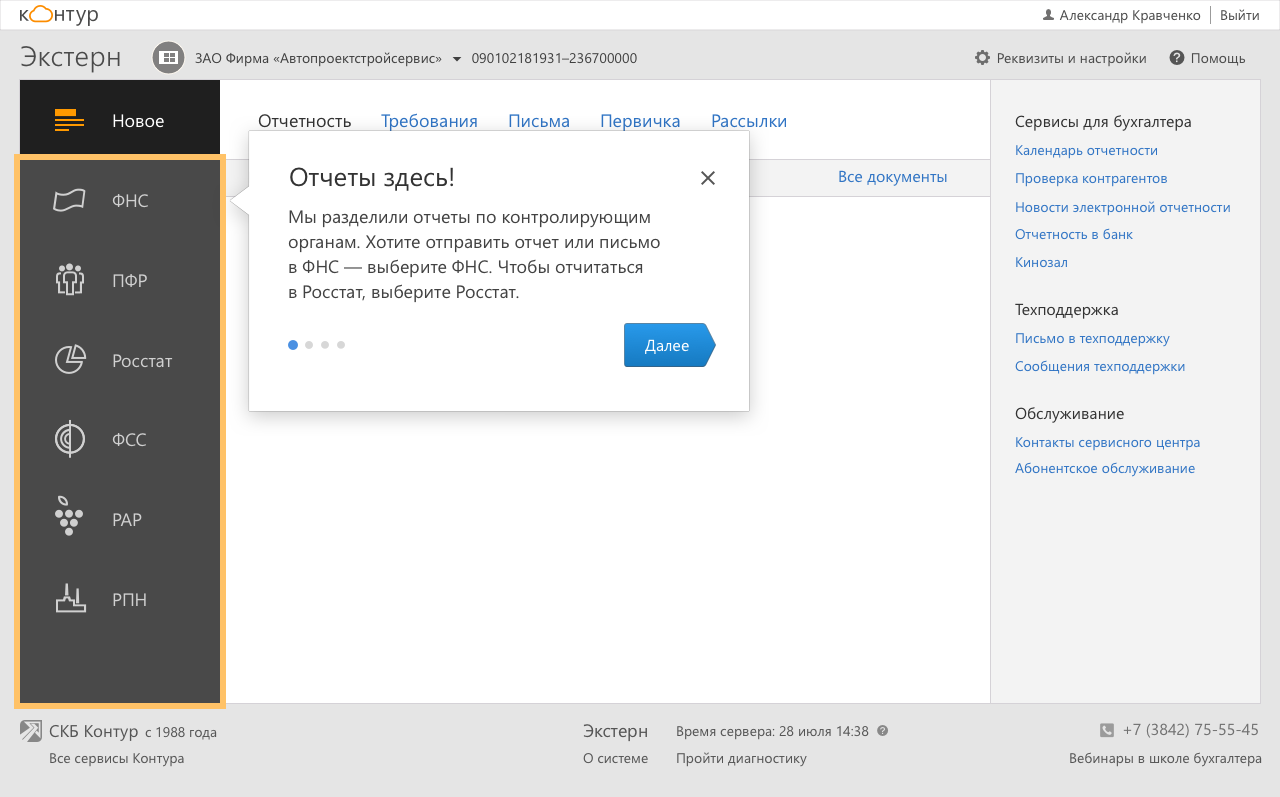 контур
Александр Кравченко
Выйти
Экстерн
ЗАО Фирма «Автопроектстройсервис»
090102181931–236700000
Реквизиты и настройки
Помощь
Новое
ФНС
ПФР
Росстат
ФСС
РАР
РПН
Отчетность
Требования
Письма
Первичка
Рассылки
Все документы
Отчеты здесь!
Мы разделили отчеты по контролирующим
органам. Хотите отправить отчет или письмо
в ФНС — выберите ФНС. Чтобы отчитаться
в Росстат, выберите Росстат.
Далее
Сервисы для бухгалтера
Календарь отчетности
Проверка контрагентов
Новости электронной отчетности
Отчетность в банк
Кинозал
Техподдержка
Письмо в техподдержку
Сообщения техподдержки
Обслуживание
Контакты сервисного центра
Абонентское обслуживание
СКБ Контур с 1988 года
Все сервисы Контура
Экстерн
О системе
Время сервера: 28 июля 14:38
Пройти диагностику
+7 (3842) 75-55-45
Вебинары в школе бухгалтера